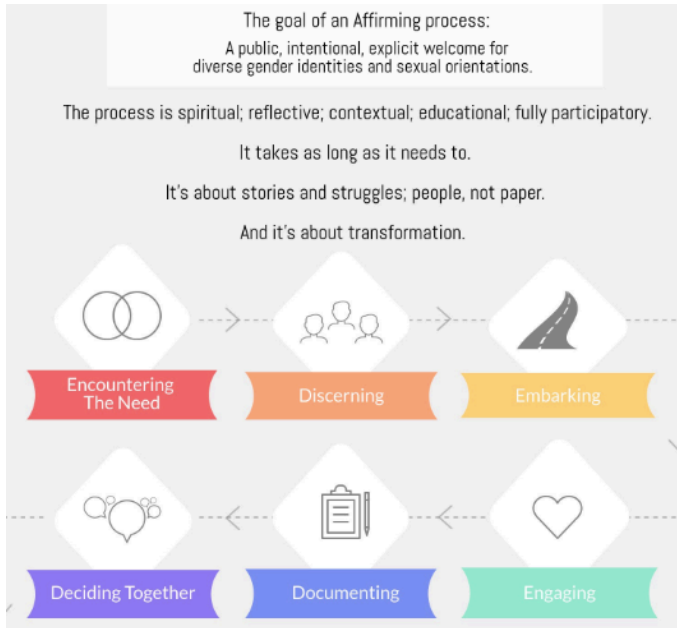 The goal of an Affirming process:
A public, intentional, explicit welcome for
diverse gender identities and sexual orientations.
The process is spiritual; reflective; contextual; educational; fully participatory.
It takes as long as it needs to.
It's about stories and struggles; people, not paper.
And it's about transformation.
Encountering
The Need
Discerning
Embarking
Deciding Together
Documenting
Engaging